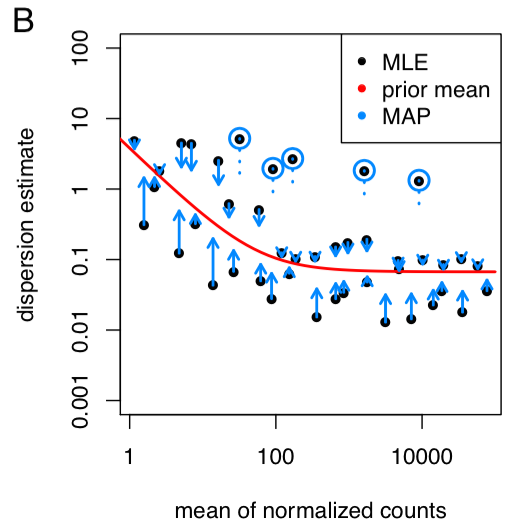 B
MLE
prior mean
MAP
100
10
1
0.1
0.01
0.001
dispersion estimate
1
100
10000
mean of normalized counts